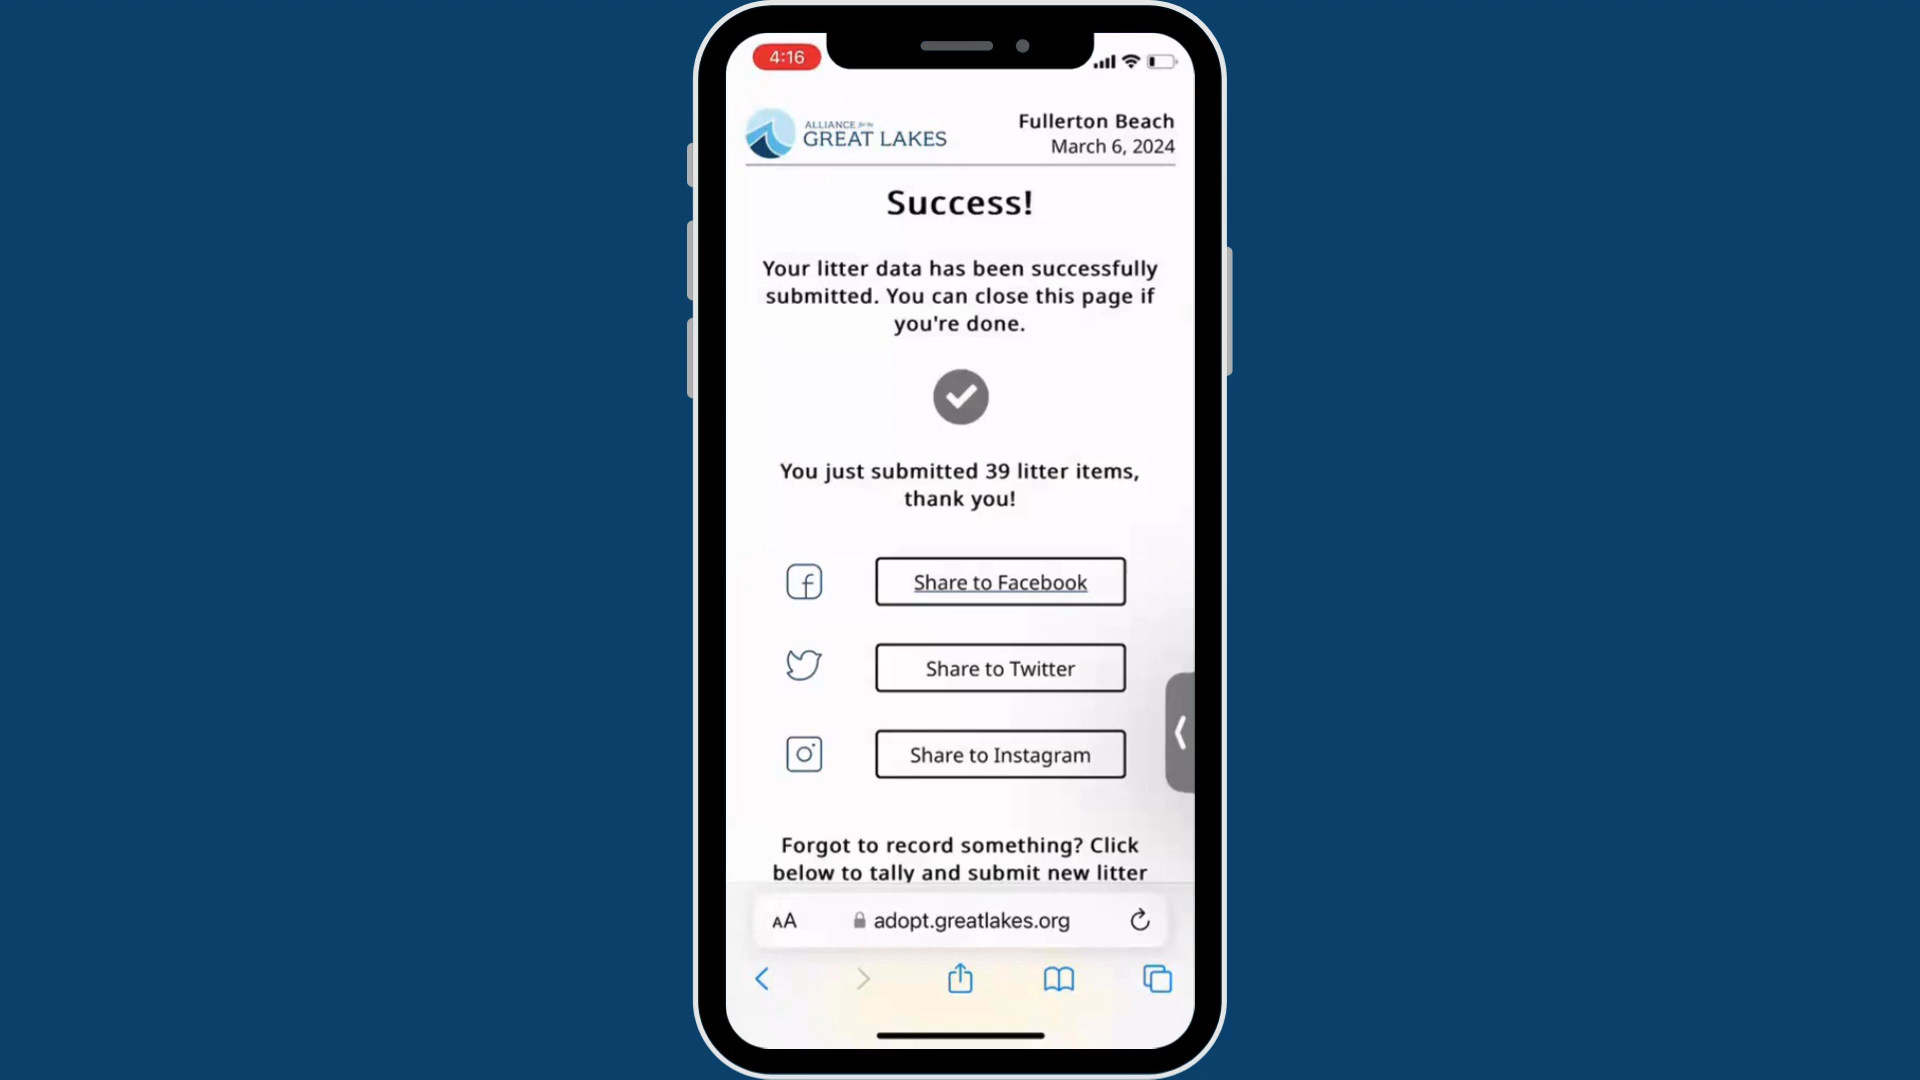 4:16
ALLIANCE for the
GREAT LAKES
Fullerton Beach
March 6, 2024
Success!
Your litter data has been successfully
submitted. You can close this page if
you're done.
You just submitted 39 litter items,
thank you!
Share to Facebook
Share to Twitter
Share to Instagram
Forgot to record something? Click
below to tally and submit new litter
AA
adopt.greatlakes.org